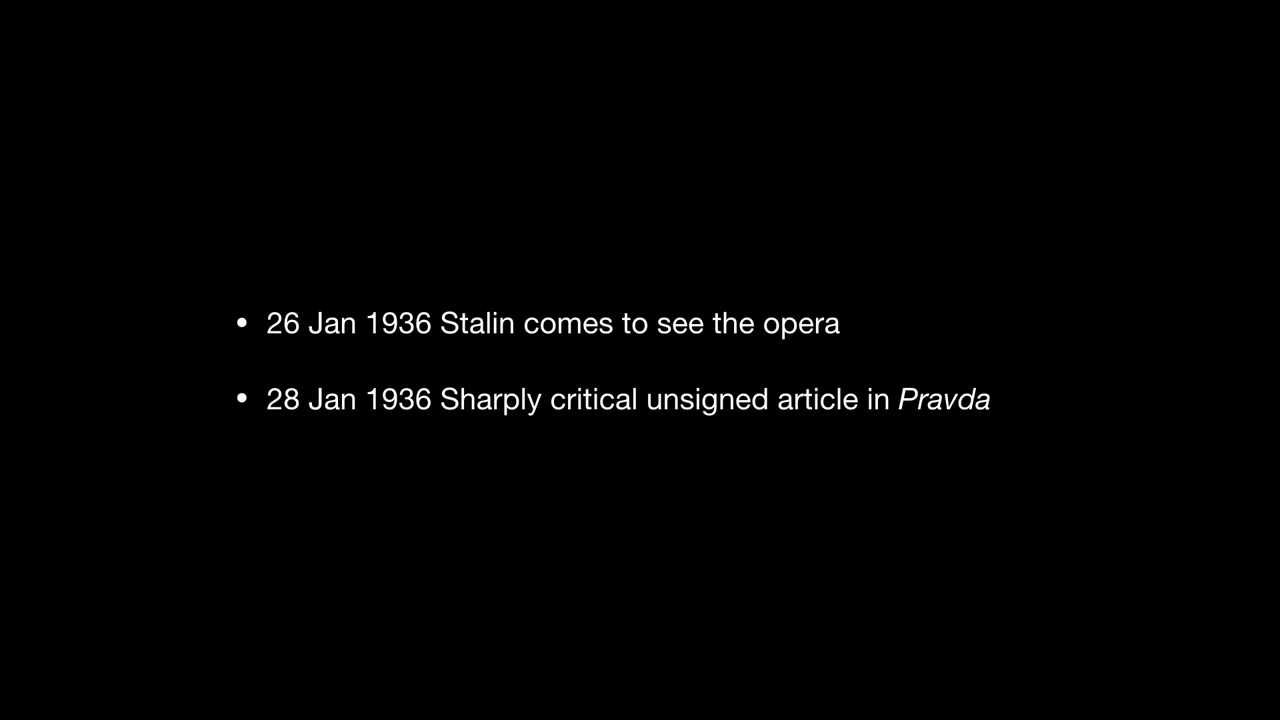 • 26 Jan 1936 Stalin comes to see the opera
• 28 Jan 1936 Sharply critical unsigned article in Pravda